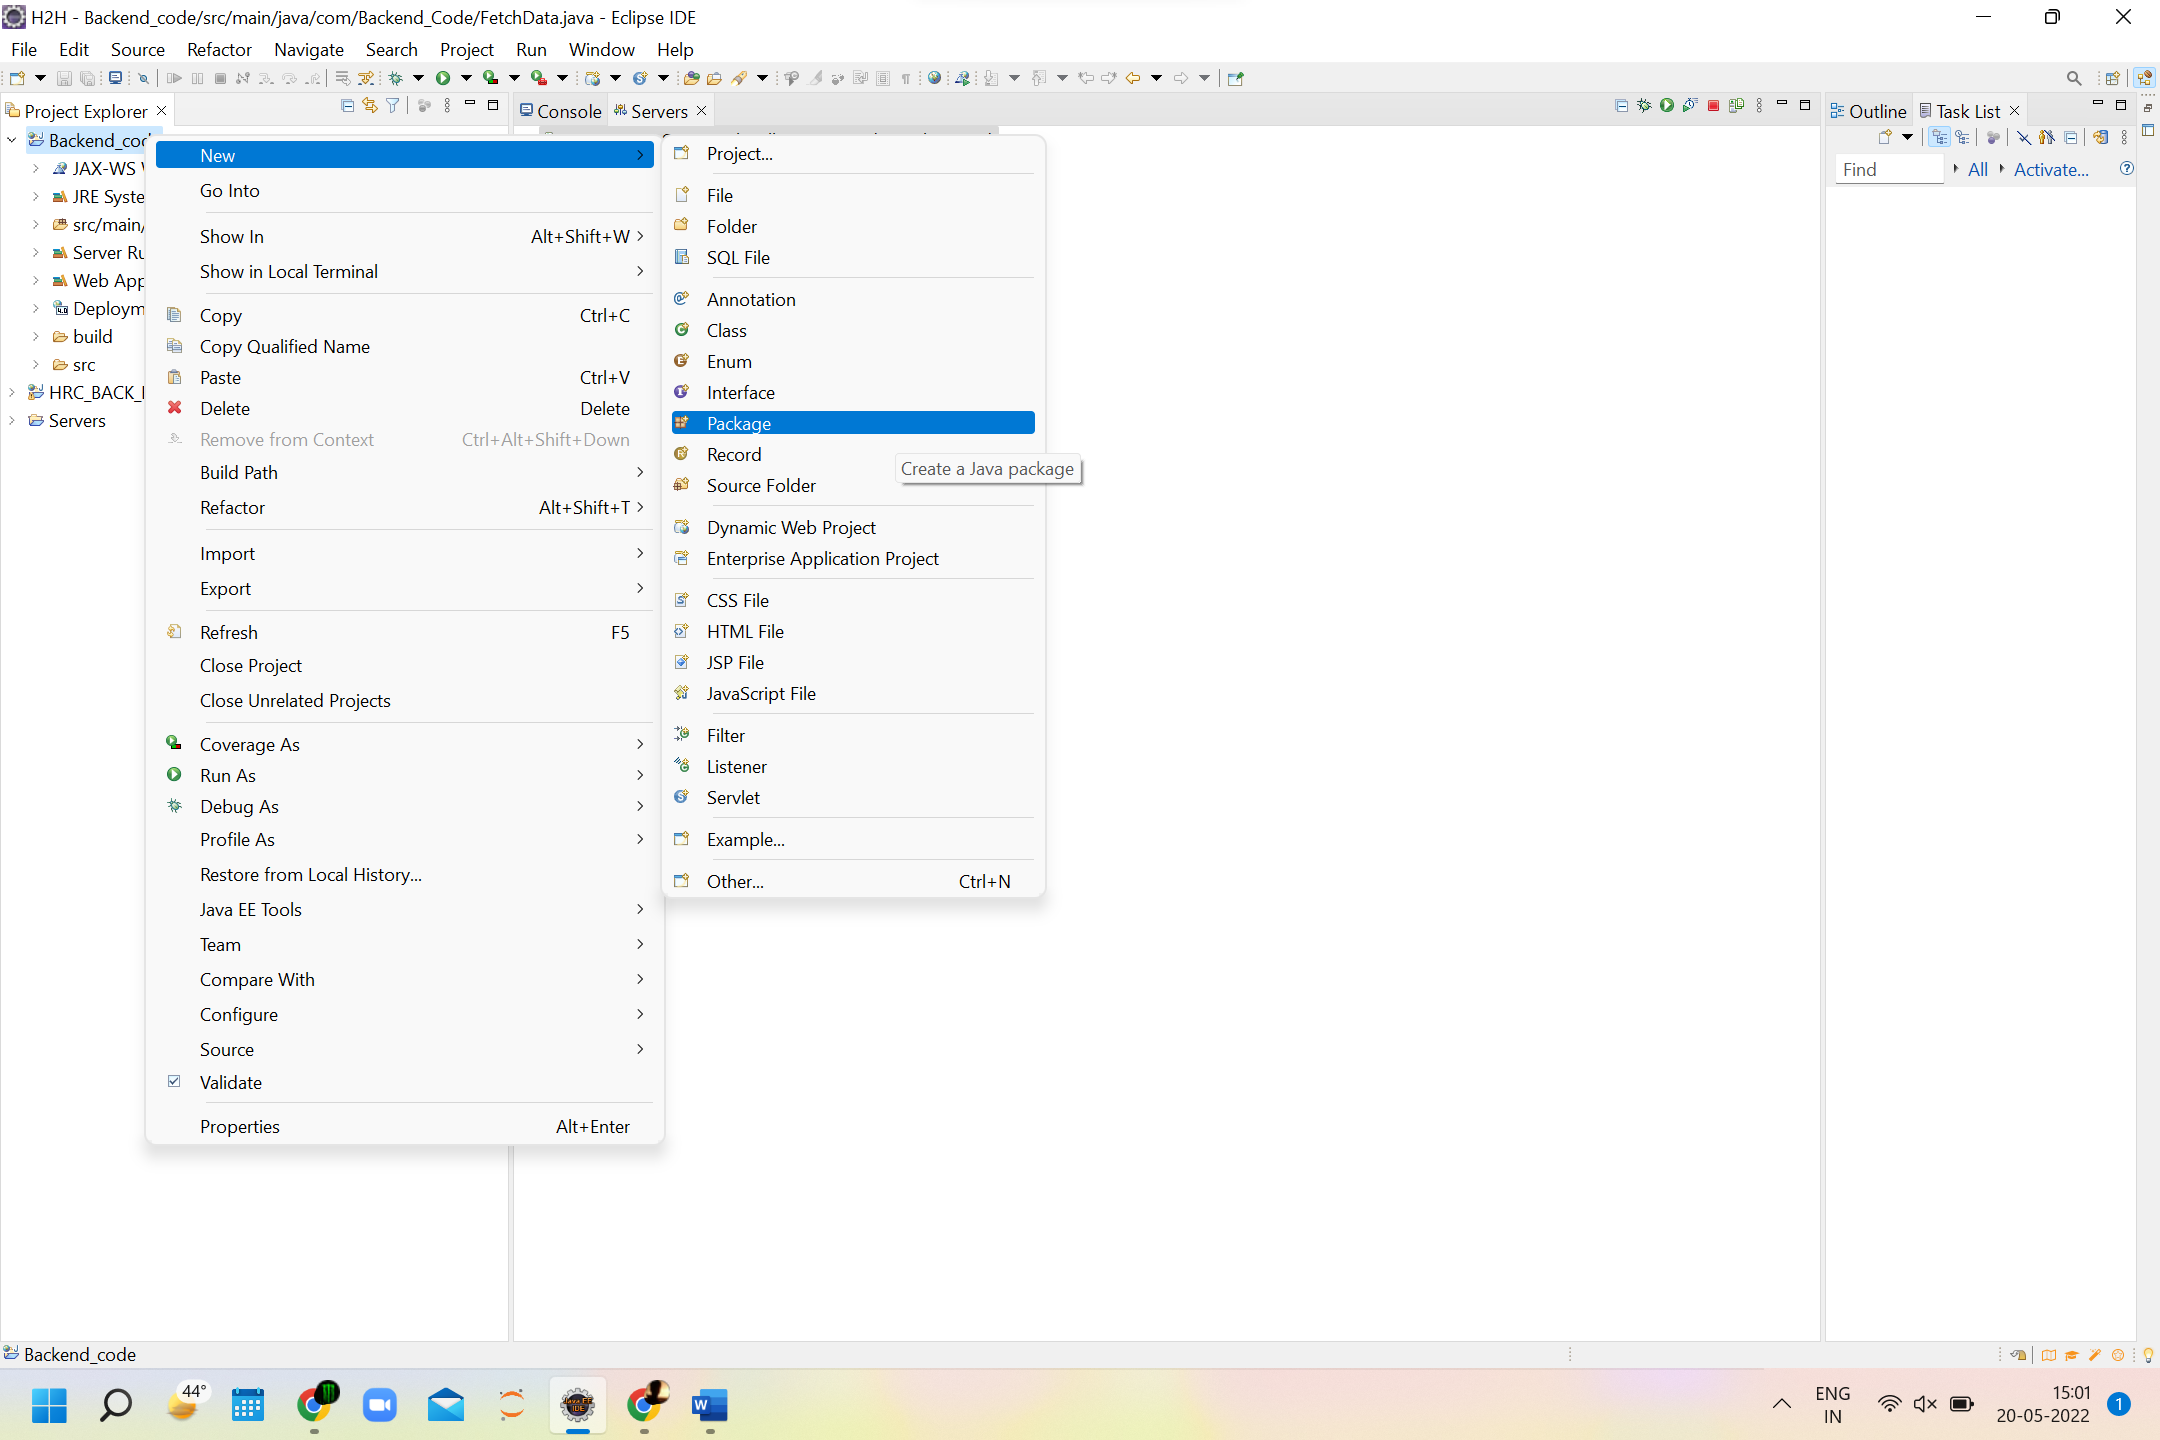 H2H - Backend_code/src/main/java/com/Backend_Code/FetchData.java - Eclipse IDE
File Edit Source Refactor Navigate Search Project Run Window Help
Project Explorer
Console Servers
Outline Task List
Find All Activate...
Backend_cod
JAX-WS
JRE Syste
src/main/
Server Ru
Web App
Deploym
build
src
HRC_BACK_
Servers
New
Go Into
Show In Alt+Shift+W
Show in Local Terminal
Copy Ctrl+C
Copy Qualified Name
Paste Ctrl+V
Delete Delete
Remove from Context Ctrl+Alt+Shift+Down
Build Path
Refactor Alt+Shift+T
Import
Export
Refresh F5
Close Project
Close Unrelated Projects
Coverage As
Run As
Debug As
Profile As
Restore from Local History...
Java EE Tools
Team
Compare With
Configure
Source
Validate
Properties Alt+Enter
Project...
File
Folder
SQL File
Annotation
Class
Enum
Interface
Package
Record
Create a Java package
Source Folder
Dynamic Web Project
Enterprise Application Project
CSS File
HTML File
JSP File
JavaScript File
Filter
Listener
Servlet
Example...
Other... Ctrl+N
Backend_code
44°
ENG
IN
15:01
20-05-2022
1